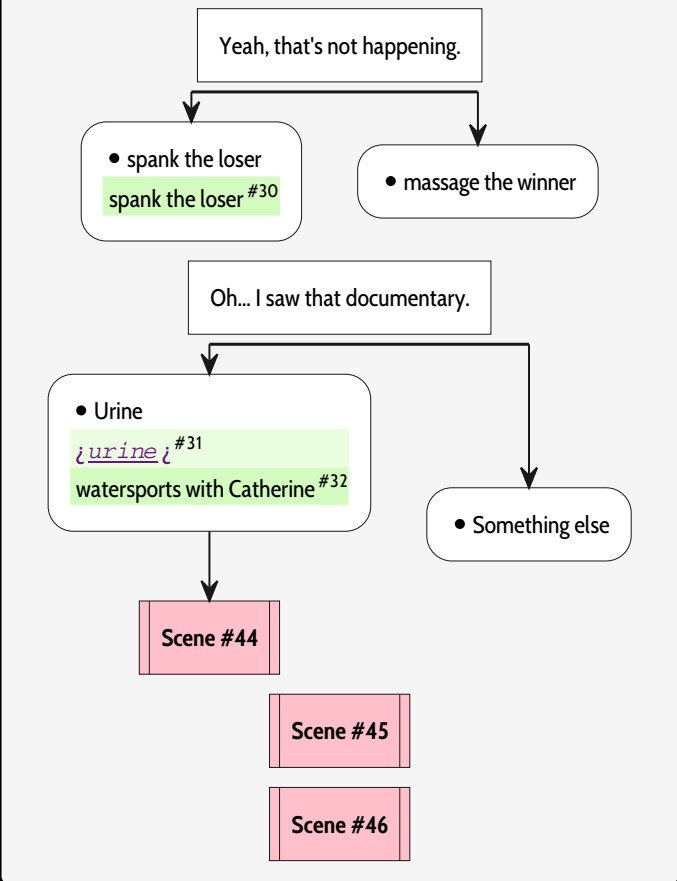 Yeah, that's not happening.
• spank the loser
spank the loser #30
• massage the winner
Oh... I saw that documentary.
• Urine
¿urine¿ #31
watersports with Catherine #32
• Something else
Scene #44
Scene #45
Scene #46